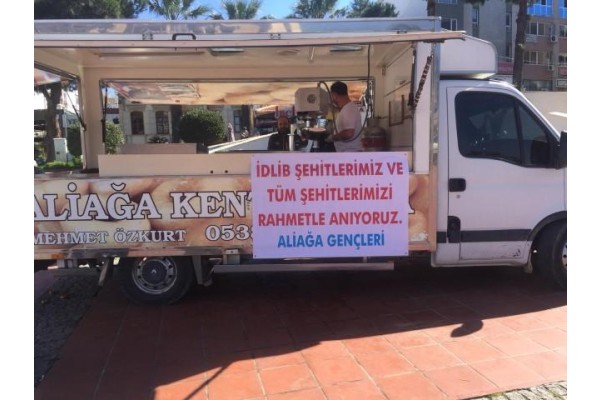 İDLİB ŞEHİTLERİMİZ VE
TÜM ŞEHİTLERİMİZİ
RAHMETLE ANIYORUZ.
ALİAĞA GENÇLERİ
ALİAĞA KENT
MEHMET ÖZKURT 0538